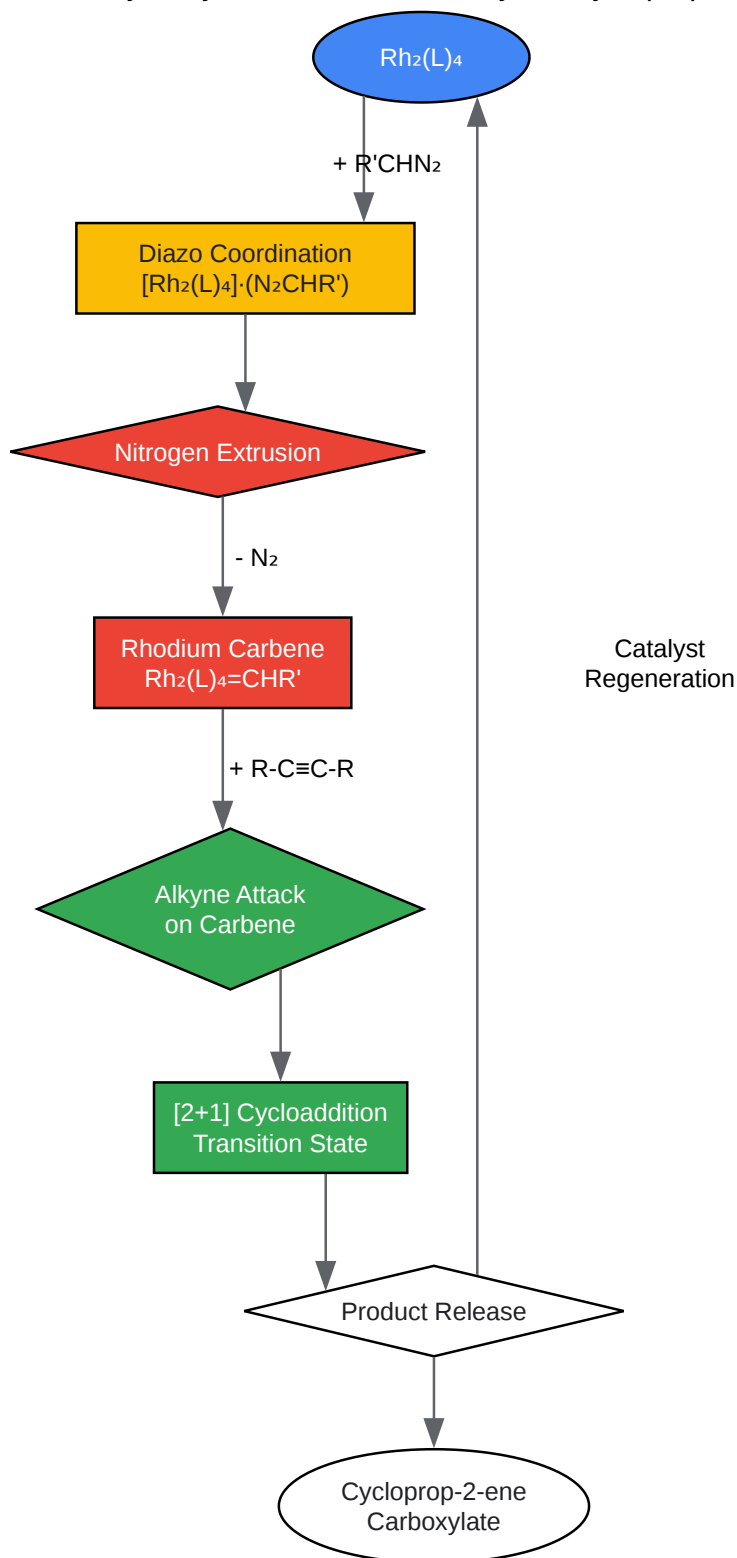 Rh₂(L)₄
+ R'CHN₂
Diazo Coordination
[Rh₂(L)₄]·(N₂CHR')
Nitrogen Extrusion
- N₂
Rhodium Carbene
Rh₂(L)₄=CHR'
Catalyst
Regeneration
+ R-C≡C-R
Alkyne Attack
on Carbene
[2+1] Cycloaddition
Transition State
Product Release
Cycloprop-2-ene
Carboxylate